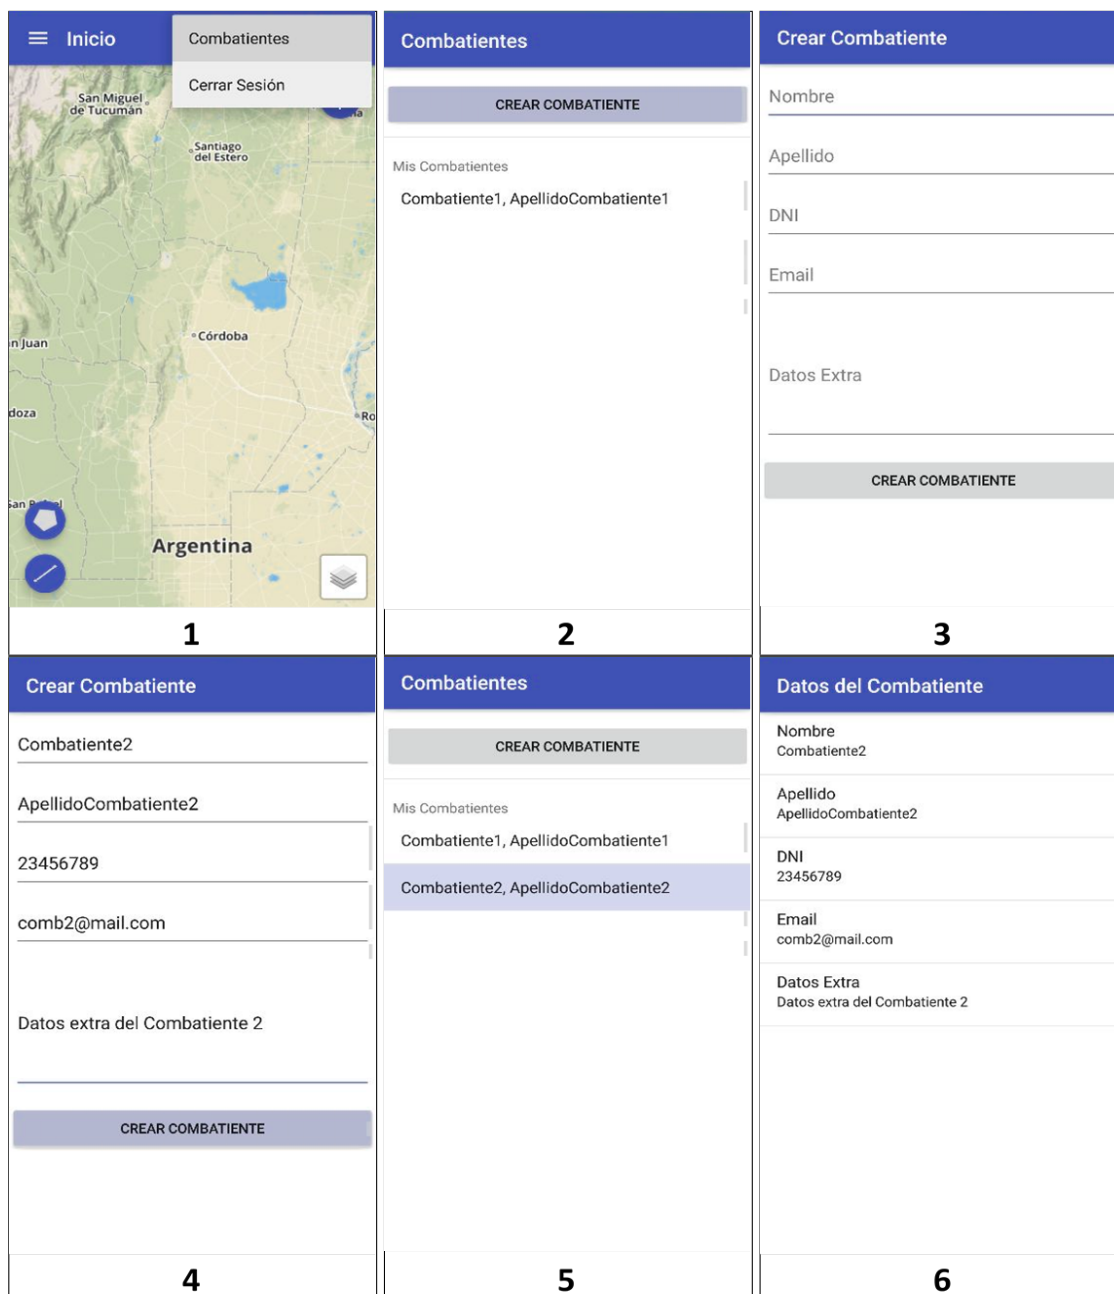 Inicio
Combatientes
Cerrar Sesión
San Miguel
de Tucumán
Santiago
del Estero
Córdoba
n Juan
doza
Ro
San R
Argentina
1
Combatientes
CREAR COMBATIENTE
Mis Combatientes
Combatiente1, ApellidoCombatiente1
2
Crear Combatiente
Nombre
Apellido
DNI
Email
Datos Extra
CREAR COMBATIENTE
3
Crear Combatiente
Combatiente2
ApellidoCombatiente2
23456789
comb2@mail.com
Datos extra del Combatiente 2
CREAR COMBATIENTE
4
Combatientes
CREAR COMBATIENTE
Mis Combatientes
Combatiente1, ApellidoCombatiente1
Combatiente2, ApellidoCombatiente2
5
Datos del Combatiente
Nombre
Combatiente2
Apellido
ApellidoCombatiente2
DNI
23456789
Email
comb2@mail.com
Datos Extra
Datos extra del Combatiente 2
6